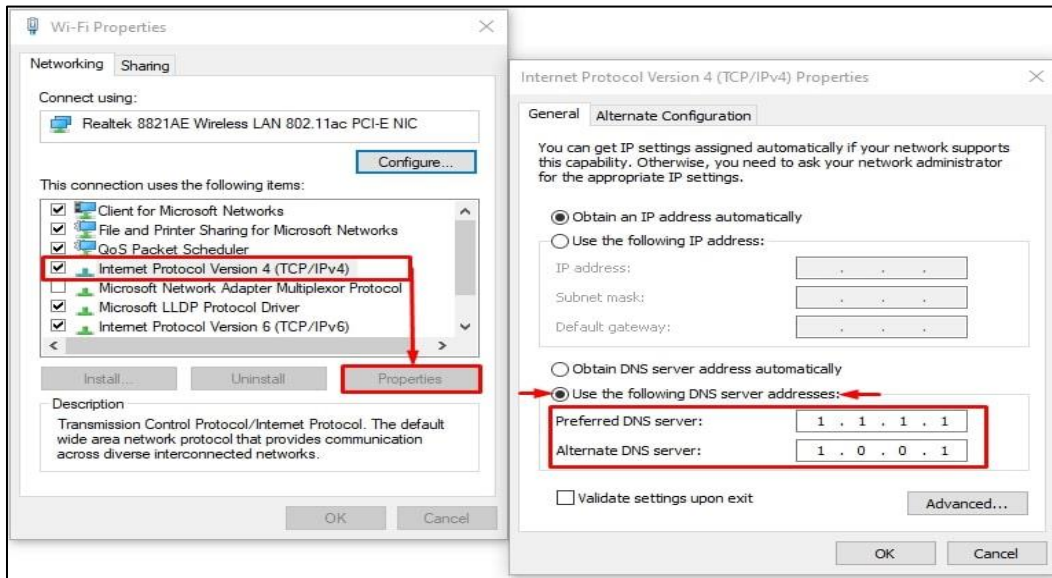 Wi-Fi Properties
Networking
Sharing
Connect using:
Realtek 8821AE Wireless LAN 802.11ac PCI-E NIC
Configure...
This connection uses the following items:
Client for Microsoft Networks
File and Printer Sharing for Microsoft Networks
QoS Packet Scheduler
Internet Protocol Version 4 (TCP/IPv4)
Microsoft Network Adapter Multiplexor Protocol
Microsoft LLDP Protocol Driver
Internet Protocol Version 6 (TCP/IPv6)
Install...
Uninstall
Properties
Description
Transmission Control Protocol/Internet Protocol. The default
wide area network protocol that provides communication
across diverse interconnected networks.
OK
Cancel
Internet Protocol Version 4 (TCP/IPv4) Properties
General
Alternate Configuration
You can get IP settings assigned automatically if your network supports
this capability. Otherwise, you need to ask your network administrator
for the appropriate IP settings.
Obtain an IP address automatically
Use the following IP address:
IP address:
Subnet mask:
Default gateway:
Obtain DNS server address automatically
Use the following DNS server addresses:
Preferred DNS server: 1 . 1 . 1 . 1
Alternate DNS server: 1 . 0 . 0 . 1
Validate settings upon exit
Advanced...
OK
Cancel